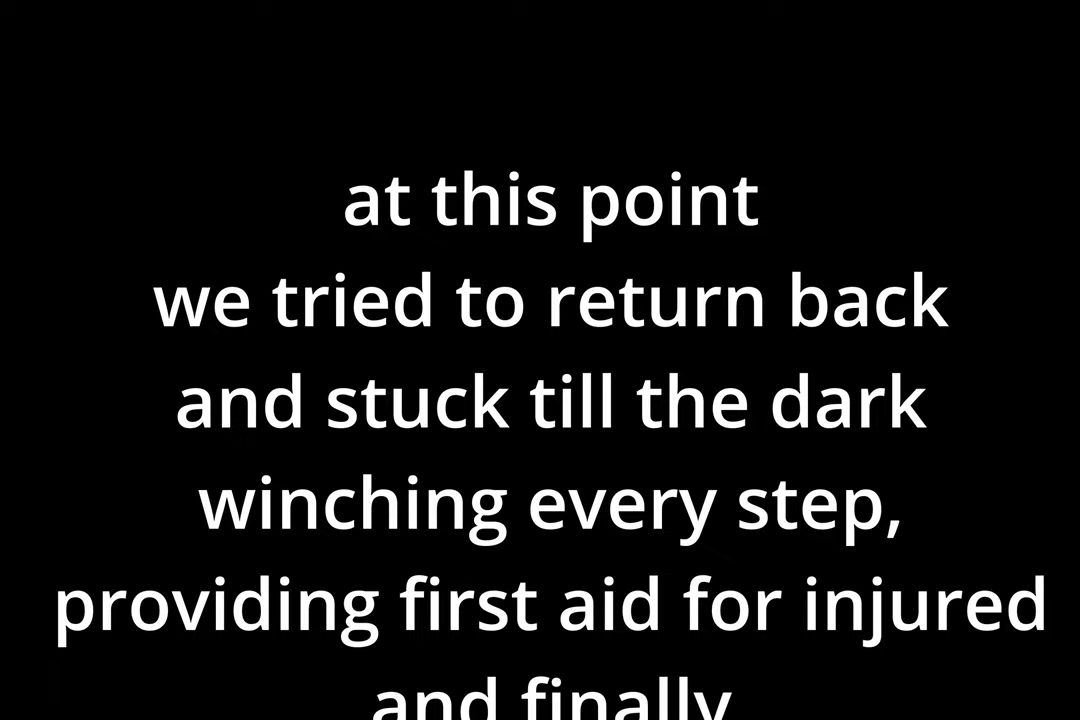 at this point
we tried to return back
and stuck till the dark
winching every step,
providing first aid for injured
and finally